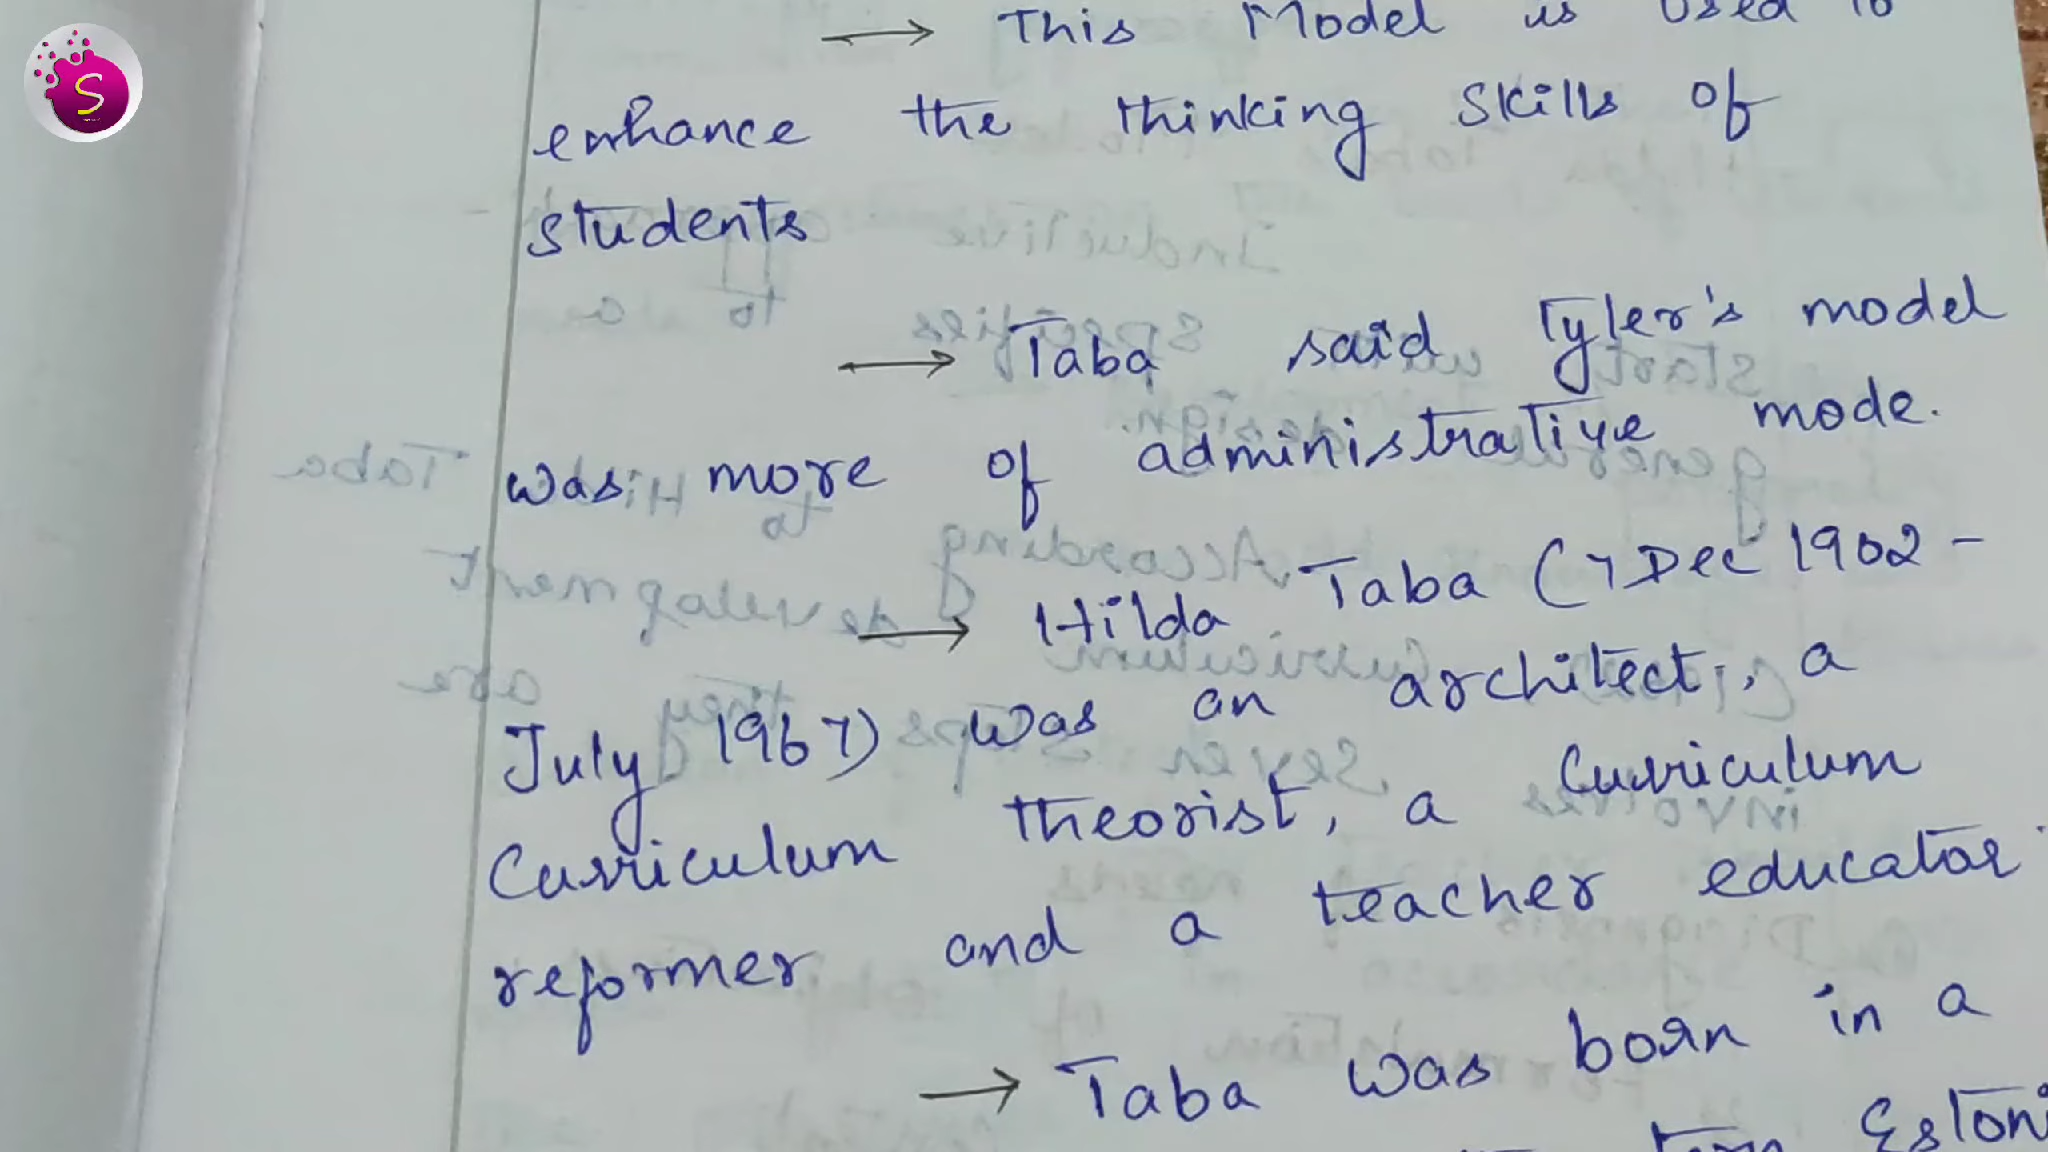 S
→ This Model is Used to
enhance the thinking skills of
students
→ Taba said Tyler's model
was more of administrative mode.
→ Hilda Taba (7 Dec 1902 -
July 1967) was an architect, a
Curriculum theorist, a Curriculum
reformer and a teacher educator
→ Taba was born in a
Estoni